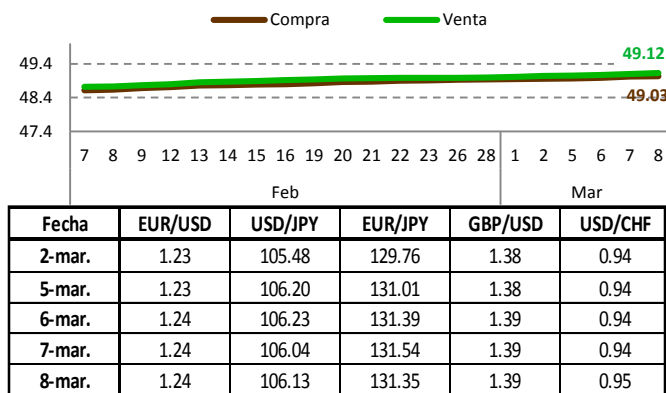 Compra Venta
49.12
49.4
48.4
49.03
47.4
7 8 9 12 13 14 15 16 19 20 21 22 23 26 28 1 2 5 6 7 8
Feb Mar
Fecha EUR/USD USD/JPY EUR/JPY GBP/USD USD/CHF
2-mar. 1.23 105.48 129.76 1.38 0.94
5-mar. 1.23 106.20 131.01 1.38 0.94
6-mar. 1.24 106.23 131.39 1.39 0.94
7-mar. 1.24 106.04 131.54 1.39 0.94
8-mar. 1.24 106.13 131.35 1.39 0.95